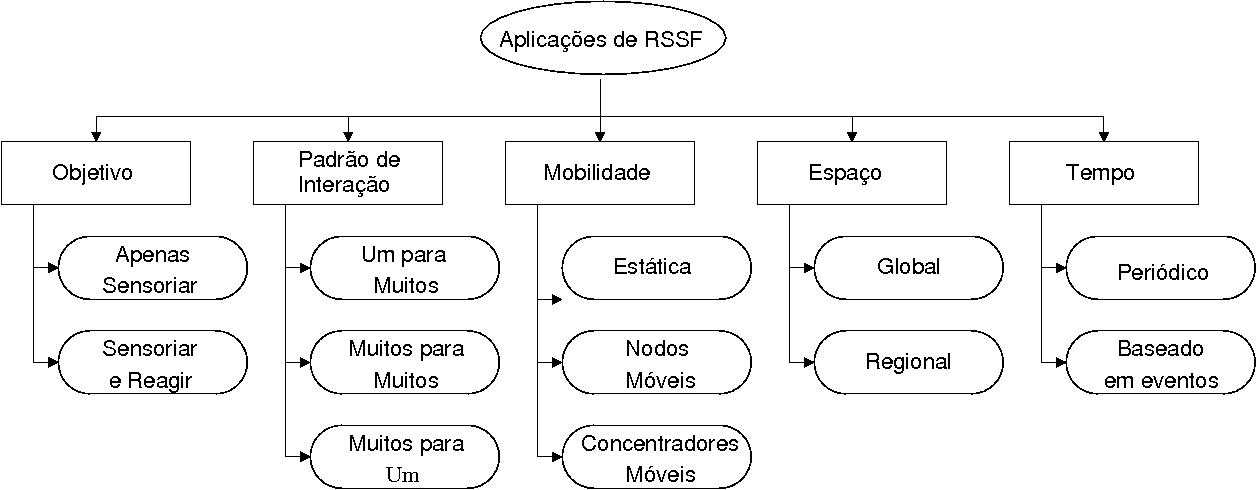 Aplicações de RSSF
Objetivo
Padrão de
Interação
Mobilidade
Espaço
Tempo
Apenas
Sensoriar
Um para
Muitos
Estática
Global
Periódico
Sensoriar
e Reagir
Muitos para
Muitos
Nodos
Móveis
Regional
Baseado
em eventos
Muitos para
Um
Concentradores
Móveis